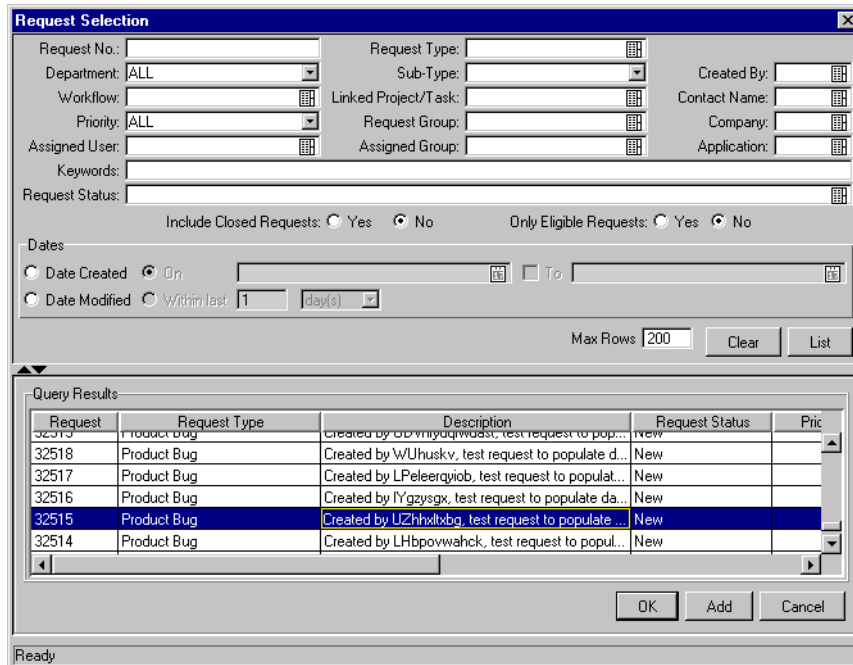 Request Selection
Request No.: Request Type:
Department: ALL Sub-Type: Created By:
Workflow: Linked Project/Task: Contact Name:
Priority: ALL Request Group: Company:
Assigned User: Assigned Group: Application:
Keywords:
Request Status:
Include Closed Requests: Yes No Only Eligible Requests: Yes No
Dates
Date Created On To
Date Modified Within last 1 day(s)
Max Rows 200 Clear List
Query Results
Request Request Type Description Request Status Pric
Product Bug New
32518 Product Bug Created by WUhuskv, test request to populate d... New
32517 Product Bug Created by LPeleerqyiob, test request to populat... New
32516 Product Bug Created by IYgzysgx, test request to populate da... New
32515 Product Bug Created by UZhhxltxbg, test request to populate ... New
32514 Product Bug Created by LHbpovwahck, test request to popul... New
OK Add Cancel
Ready